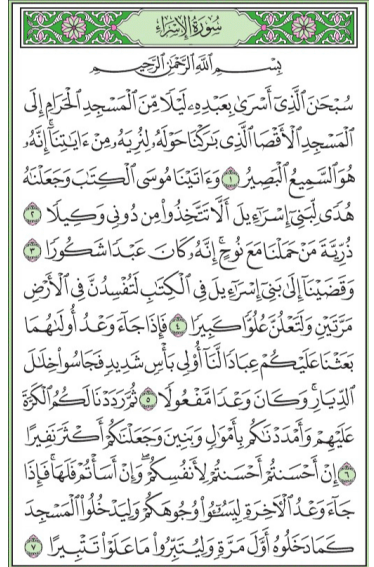 سُورَةُ الإِسْرَاءِ
بِسْمِ ٱللَّهِ ٱلرَّحْمَٰنِ ٱلرَّحِيمِ
سُبْحَٰنَ ٱلَّذِىٓ أَسْرَىٰ بِعَبْدِهِۦ لَيْلًا مِّنَ ٱلْمَسْجِدِ ٱلْحَرَامِ إِلَى
ٱلْمَسْجِدِ ٱلْأَقْصَا ٱلَّذِى بَٰرَكْنَا حَوْلَهُۥ لِنُرِيَهُۥ مِنْ ءَايَٰتِنَآ ۚ إِنَّهُۥ
هُوَ ٱلسَّمِيعُ ٱلْبَصِيرُ ١ وَءَاتَيْنَا مُوسَى ٱلْكِتَٰبَ وَجَعَلْنَٰهُ
هُدًى لِّبَنِىٓ إِسْرَٰٓءِيلَ أَلَّا تَتَّخِذُوا۟ مِن دُونِى وَكِيلًا ٢
ذُرِّيَّةَ مَنْ حَمَلْنَا مَعَ نُوحٍ ۚ إِنَّهُۥ كَانَ عَبْدًا شَكُورًا ٣
وَقَضَيْنَآ إِلَىٰ بَنِىٓ إِسْرَٰٓءِيلَ فِى ٱلْكِتَٰبِ لَتُفْسِدُنَّ فِى ٱلْأَرْضِ
مَرَّتَيْنِ وَلَتَعْلُنَّ عُلُوًّا كَبِيرًا ٤ فَإِذَا جَآءَ وَعْدُ أُولَىٰهُمَا
بَعَثْنَا عَلَيْكُمْ عِبَادًا لَّنَآ أُو۟لِى بَأْسٍ شَدِيدٍ فَجَاسُوا۟ خِلَٰلَ
ٱلدِّيَارِ ۚ وَكَانَ وَعْدًا مَّفْعُولًا ٥ ثُمَّ رَدَدْنَا لَكُمُ ٱلْكَرَّةَ
عَلَيْهِمْ وَأَمْدَدْنَٰكُم بِأَمْوَٰلٍ وَبَنِينَ وَجَعَلْنَٰكُمْ أَكْثَرَ نَفِيرًا
٦ إِنْ أَحْسَنتُمْ أَحْسَنتُمْ لِأَنفُسِكُمْ ۖ وَإِنْ أَسَأْتُمْ فَلَهَا ۚ فَإِذَا
جَآءَ وَعْدُ ٱلْءَاخِرَةِ لِيَسُۥٓـُٔوا۟ وُجُوهَكُمْ وَلِيَدْخُلُوا۟ ٱلْمَسْجِدَ
كَمَا دَخَلُوهُ أَوَّلَ مَرَّةٍ وَلِيُتَبِّرُوا۟ مَا عَلَوْا۟ تَتْبِيرًا ٧